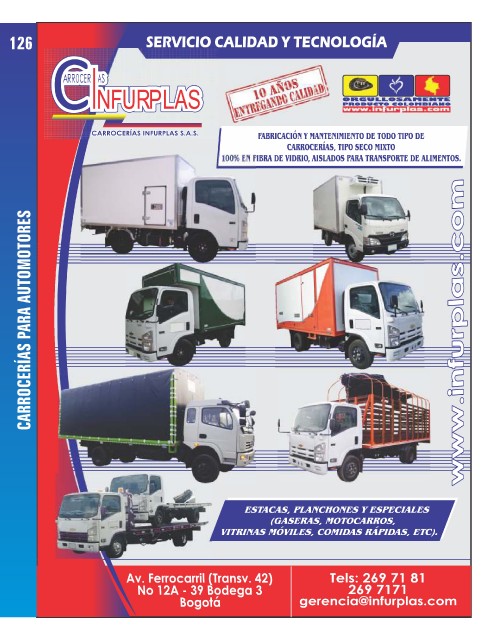 126
SERVICIO CALIDAD Y TECNOLOGÍA
CARROCERÍAS
INFURPLAS
CARROCERÍAS INFURPLAS S.A.S.
10 AÑOS
ENTREGANDO CALIDAD
ORGULLOSAMENTE
PRODUCTO COLOMBIANO
www.infurplas.com
FABRICACIÓN Y MANTENIMIENTO DE TODO TIPO DE
CARROCERÍAS, TIPO SECO MIXTO
100% EN FIBRA DE VIDRIO, AISLADOS PARA TRANSPORTE DE ALIMENTOS.
CARROCERÍAS PARA AUTOMOTORES
www.infurplas.com
ESTACAS, PLANCHONES Y ESPECIALES
(GASERAS, MOTOCARROS,
VITRINAS MÓVILES, COMIDAS RÁPIDAS, ETC).
Av. Ferrocarril (Transv. 42)
No 12A - 39 Bodega 3
Bogotá
Tels: 269 71 81
269 7171
gerencia@infurplas.com